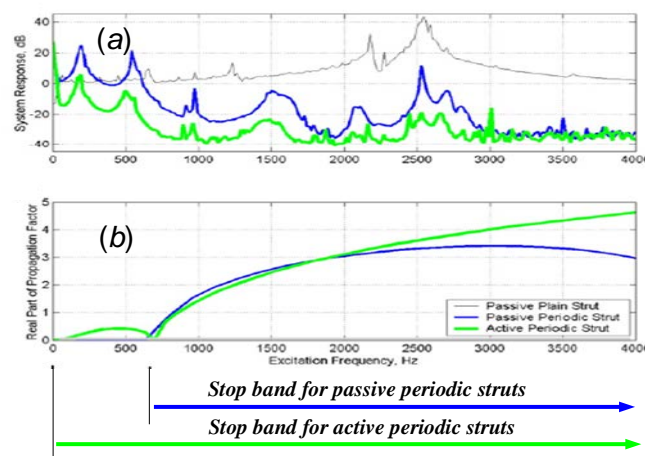 (a)
System Response, dB
40
20
0
-20
-40
0 500 1000 1500 2000 2500 3000 3500 4000
(b)
Real Part of Propagation Factor
5
4
3
2
1
0
Passive Plain Strut
Passive Periodic Strut
Active Periodic Strut
0 500 1000 1500 2000 2500 3000 3500 4000
Excitation Frequency, Hz
Stop band for passive periodic struts
Stop band for active periodic struts